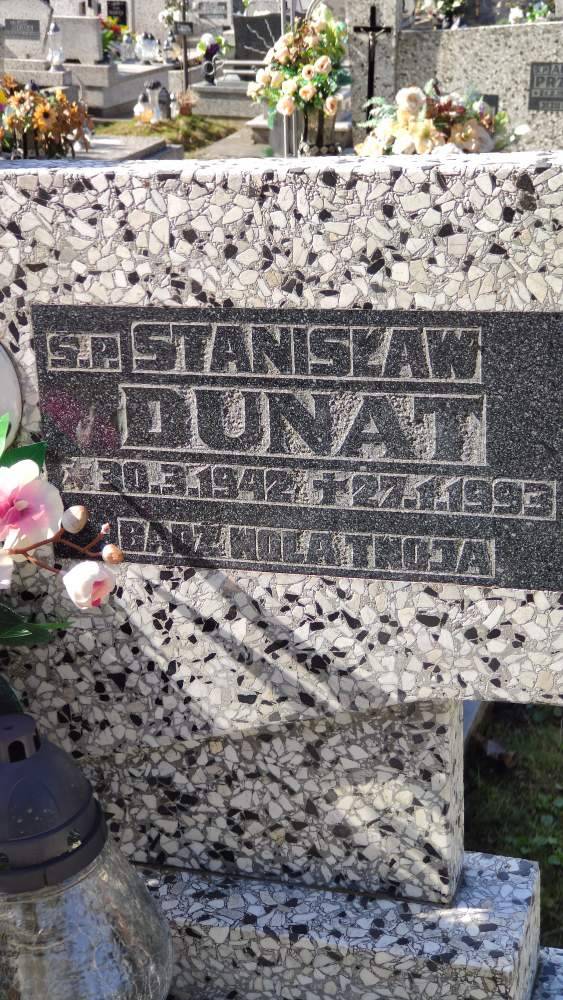 Ś.P. STANISŁAW
DUNAT
* 30.3.1942 ✝ 27.1.1993
BĄDŹ WOLA TWOJA